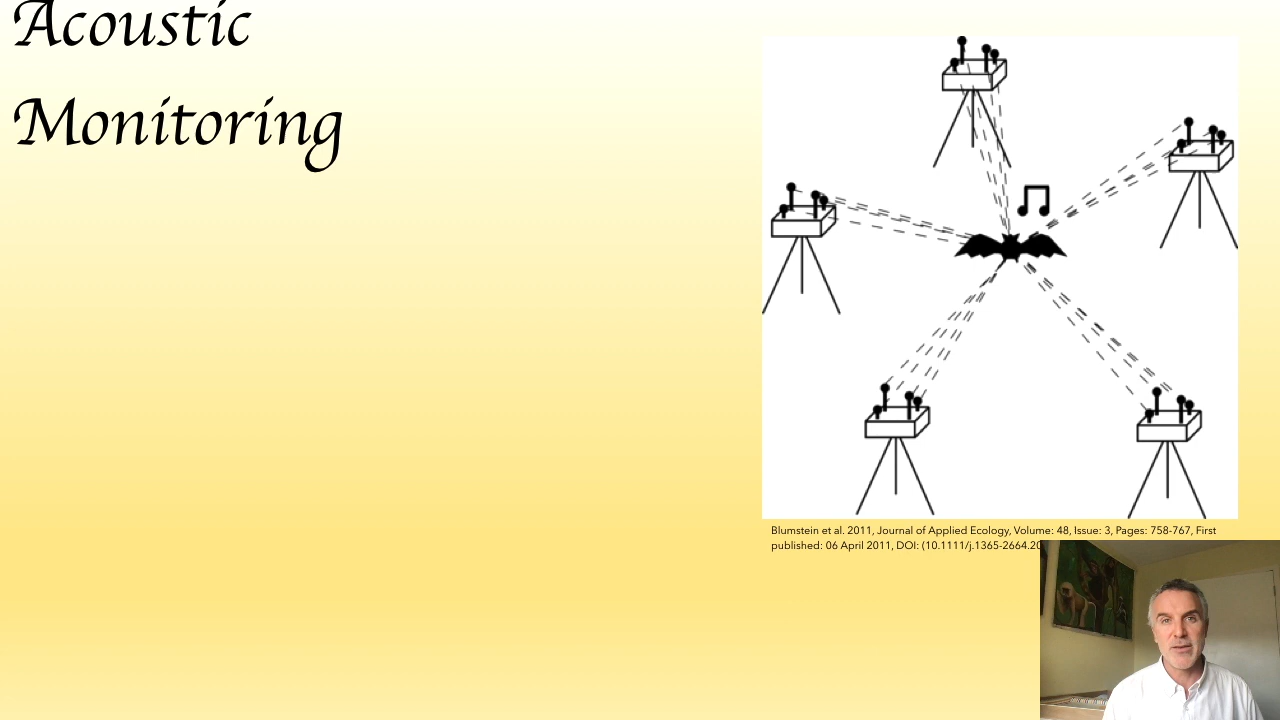 Acoustic
Monitoring
Blumstein et al. 2011, Journal of Applied Ecology, Volume: 48, Issue: 3, Pages: 758-767, First
published: 06 April 2011, DOI: (10.1111/j.1365-2664.20